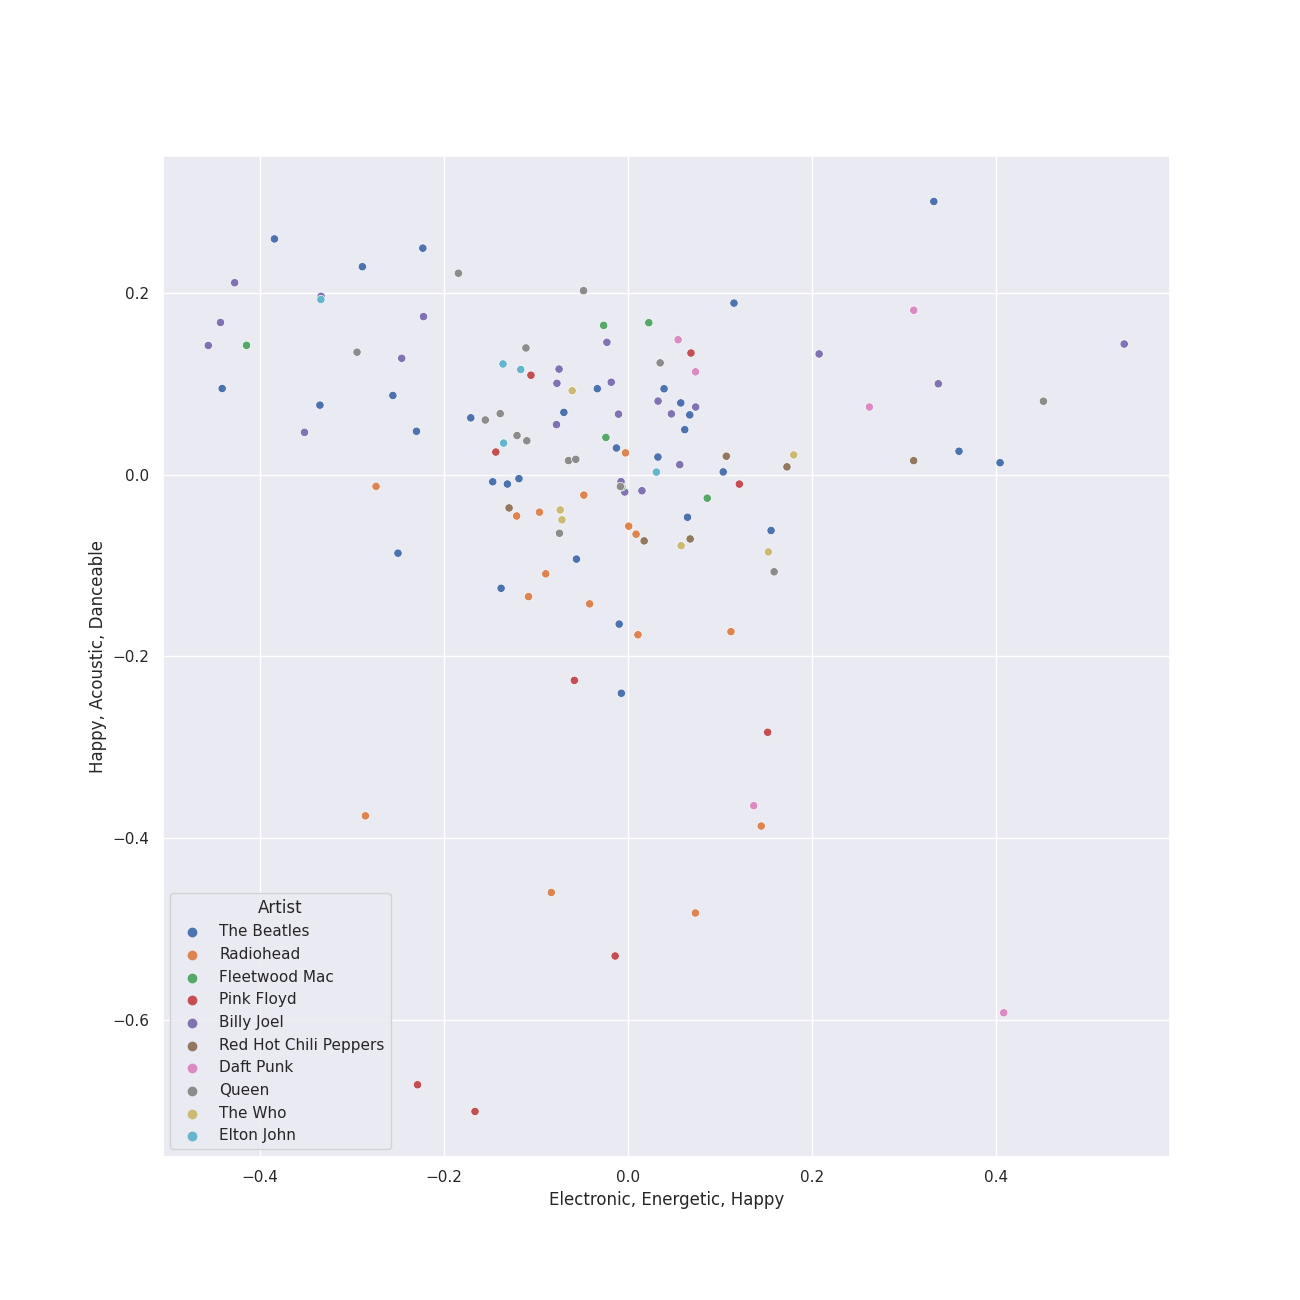 0.2
0.0
−0.2
−0.4
−0.6
Happy, Acoustic, Danceable
Artist
The Beatles
Radiohead
Fleetwood Mac
Pink Floyd
Billy Joel
Red Hot Chili Peppers
Daft Punk
Queen
The Who
Elton John
−0.4 −0.2 0.0 0.2 0.4
Electronic, Energetic, Happy